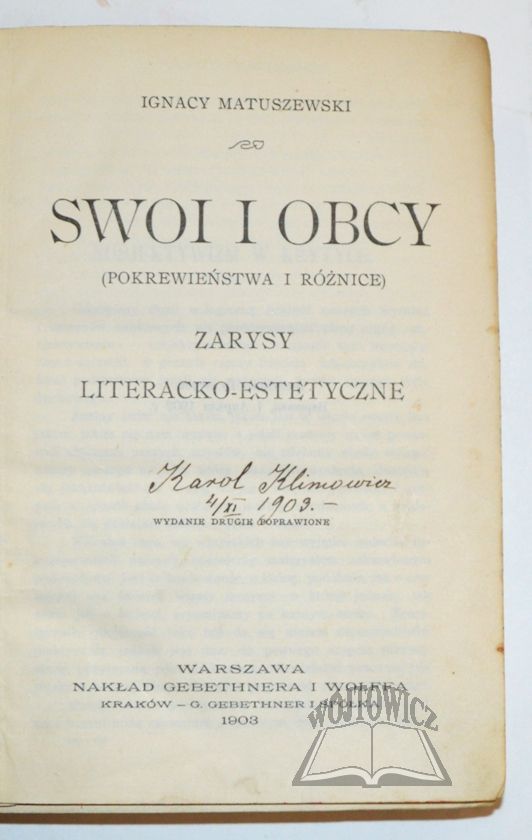 IGNACY MATUSZEWSKI
SWOI I OBCY
(POKREWIEŃSTWA I RÓŻNICE)
ZARYSY
LITERACKO-ESTETYCZNE
Karol Klimowicz
4/XI 1903.–
WYDANIE DRUGIE POPRAWIONE
WARSZAWA
NAKŁAD GEBETHNERA I WOLFFA
KRAKÓW – G. GEBETHNER I SPÓŁKA
1903
WÓJTOWICZ